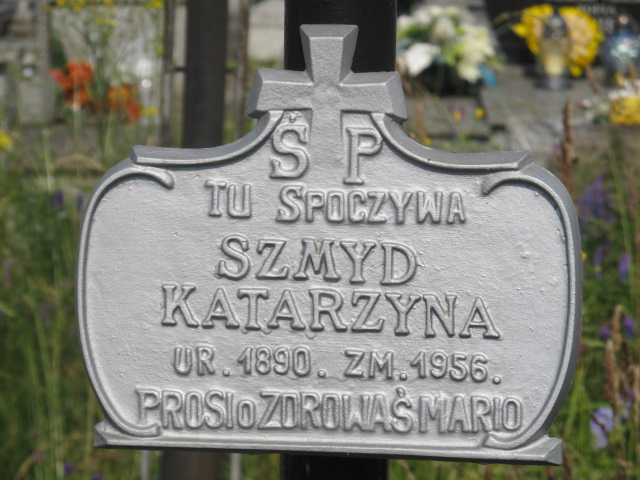 Ś P
TU SPOCZYWA
SZMYD
KATARZYNA
UR. 1890. ZM. 1956.
PROSI O ZDROWAŚ MARIO